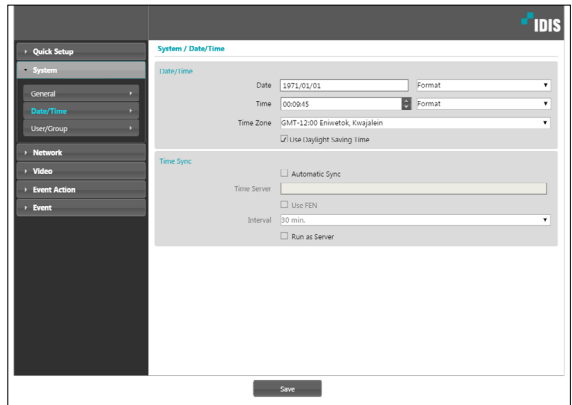 IDIS
Quick Setup
System
General
Date/Time
User/Group
Network
Video
Event Action
Event
System / Date/Time
Date/Time
Date 1971/01/01 Format
Time 00:09:45 Format
Time Zone GMT-12:00 Eniwetok, Kwajalein
Use Daylight Saving Time
Time Sync
Automatic Sync
Time Server
Use FEN
Interval 30 min.
Run as Server
Save